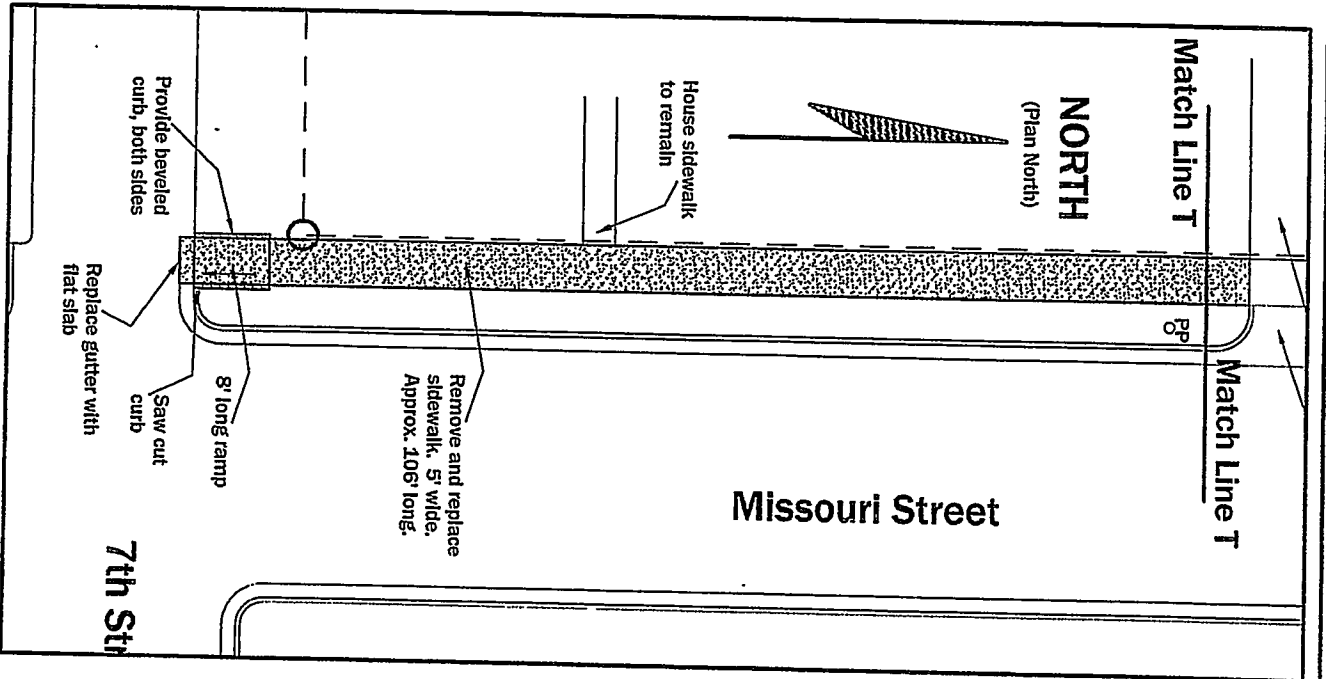 Match Line T
NORTH
(Plan North)
House sidewalk
to remain
Provide beveled
curb, both sides
PP
Match Line T
Remove and replace
sidewalk. 5' wide.
Approx. 106' long.
8' long ramp
Saw cut
curb
Replace gutter with
flat slab
Missouri Street
7th Str